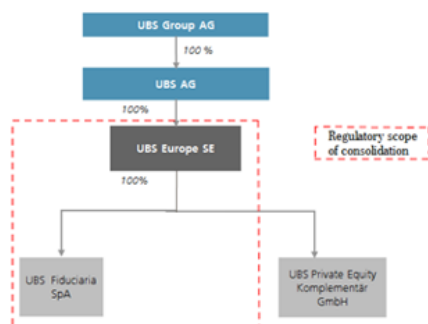 UBS Group AG
100 %
UBS AG
100%
UBS Europe SE
Regulatory scope
of consolidation
100%
UBS Fiduciaria
SpA
UBS Private Equity
Komplementär
GmbH